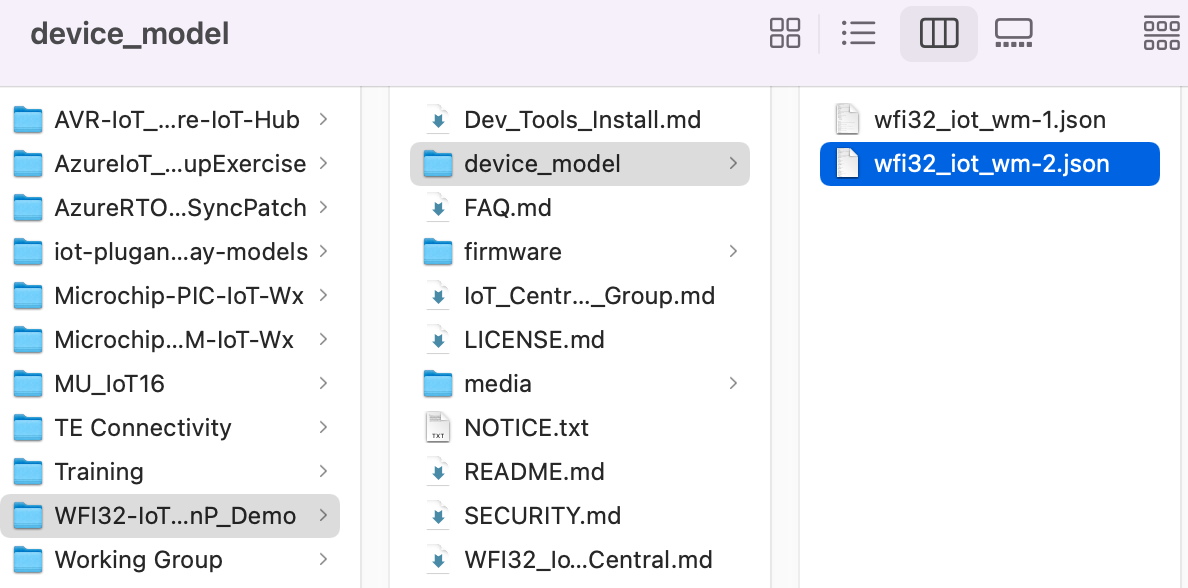 device_model
AVR-IoT_...re-IoT-Hub
AzureIoT_...upExercise
AzureRTO...SyncPatch
iot-plugan...ay-models
Microchip-PIC-IoT-Wx
Microchip...M-IoT-Wx
MU_IoT16
TE Connectivity
Training
WFI32-IoT...nP_Demo
Working Group
Dev_Tools_Install.md
device_model
FAQ.md
firmware
IoT_Centr..._Group.md
LICENSE.md
media
TXT
NOTICE.txt
README.md
SECURITY.md
WFI32_Io...Central.md
wfi32_iot_wm-1.json
wfi32_iot_wm-2.json